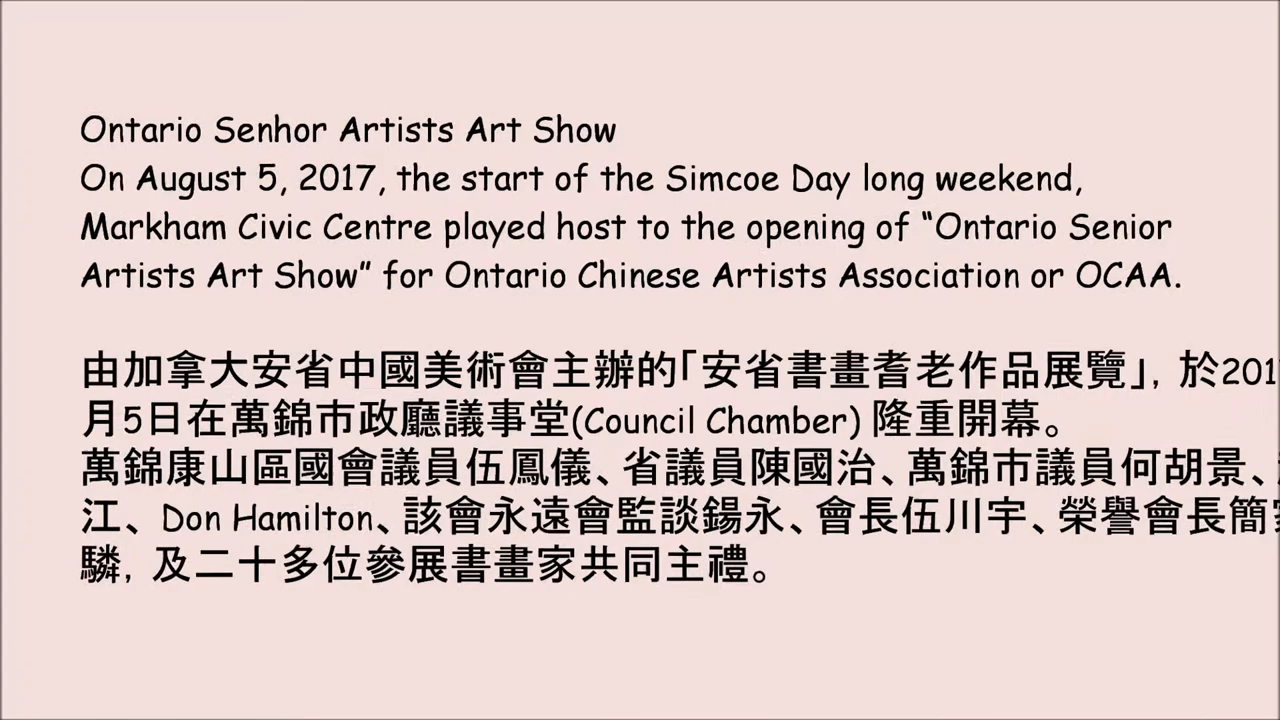 Ontario Senhor Artists Art Show
On August 5, 2017, the start of the Simcoe Day long weekend,
Markham Civic Centre played host to the opening of “Ontario Senior
Artists Art Show” for Ontario Chinese Artists Association or OCAA.
由加拿大安省中國美術會主辦的「安省書畫耆老作品展覽」, 於201
月5日在萬錦市政廳議事堂(Council Chamber) 隆重開幕。
萬錦康山區國會議員伍鳳儀、省議員陳國治、萬錦市議員何胡景、
江、Don Hamilton、該會永遠會監談錫永、會長伍川宇、榮譽會長簡
驎, 及二十多位參展書畫家共同主禮。